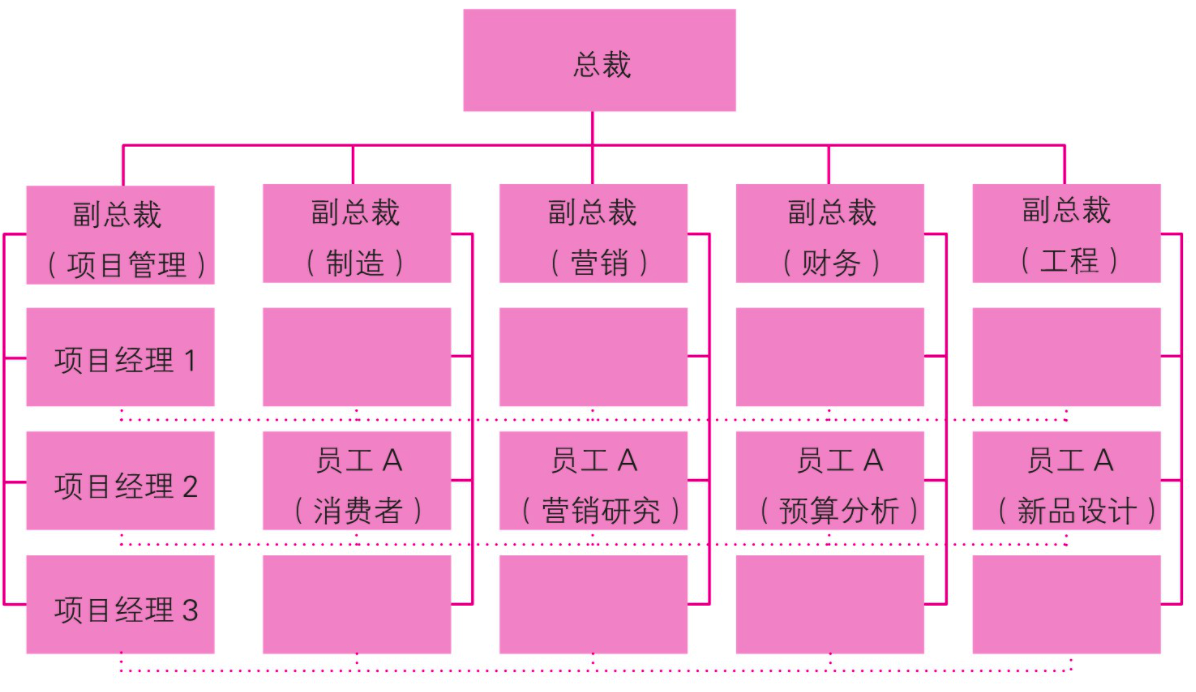 总裁
副总裁
（项目管理）
副总裁
（制造）
副总裁
（营销）
副总裁
（财务）
副总裁
（工程）
项目经理 1
项目经理 2
员工 A
（消费者）
员工 A
（营销研究）
员工 A
（预算分析）
员工 A
（新品设计）
项目经理 3